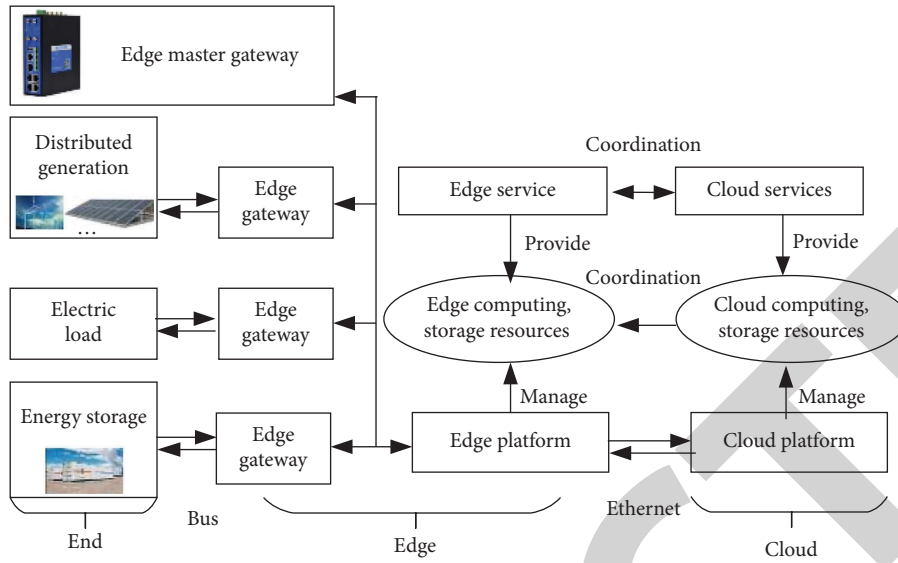 Edge master gateway
Distributed
generation
...
Edge
gateway
Electric
load
Edge
gateway
Energy storage
Edge
gateway
Coordination
Edge service
Cloud services
Provide
Provide
Coordination
Edge computing,
storage resources
Cloud computing,
storage resources
Manage
Manage
Edge platform
Cloud platform
Bus
Ethernet
End
Edge
Cloud